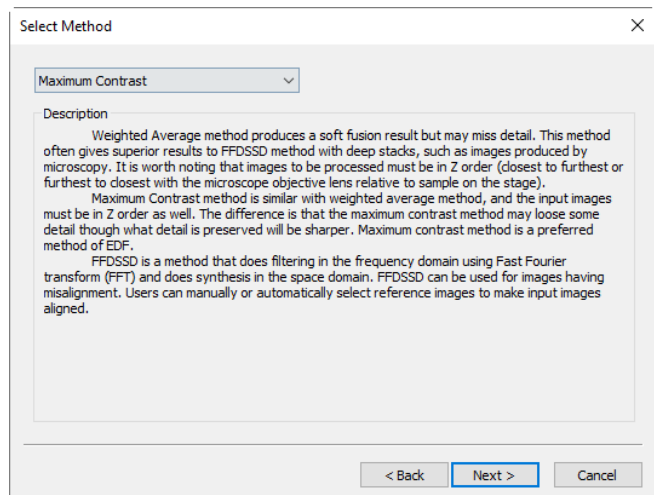 Select Method
Maximum Contrast
Description
Weighted Average method produces a soft fusion result but may miss detail. This method
often gives superior results to FFDSSD method with deep stacks, such as images produced by
microscopy. It is worth noting that images to be processed must be in Z order (closest to furthest or
furthest to closest with the microscope objective lens relative to sample on the stage).
Maximum Contrast method is similar with weighted average method, and the input images
must be in Z order as well. The difference is that the maximum contrast method may loose some
detail though what detail is preserved will be sharper. Maximum contrast method is a preferred
method of EDF.
FFDSSD is a method that does filtering in the frequency domain using Fast Fourier
transform (FFT) and does synthesis in the space domain. FFDSSD can be used for images having
misalignment. Users can manually or automatically select reference images to make input images
aligned.
< Back Next > Cancel